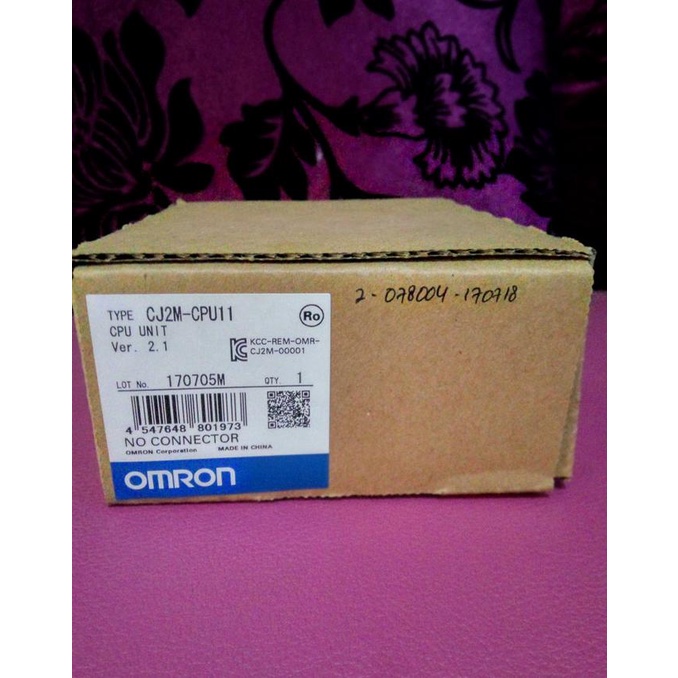 2-078004-170718
TYPE CJ2M-CPU11
CPU UNIT
Ver. 2.1
Ro
KCC-REM-OMR-
CJ2M-00001
LOT No. 170705M QTY. 1
4 547648 801973
NO CONNECTOR
OMRON Corporation MADE IN CHINA
OMRON